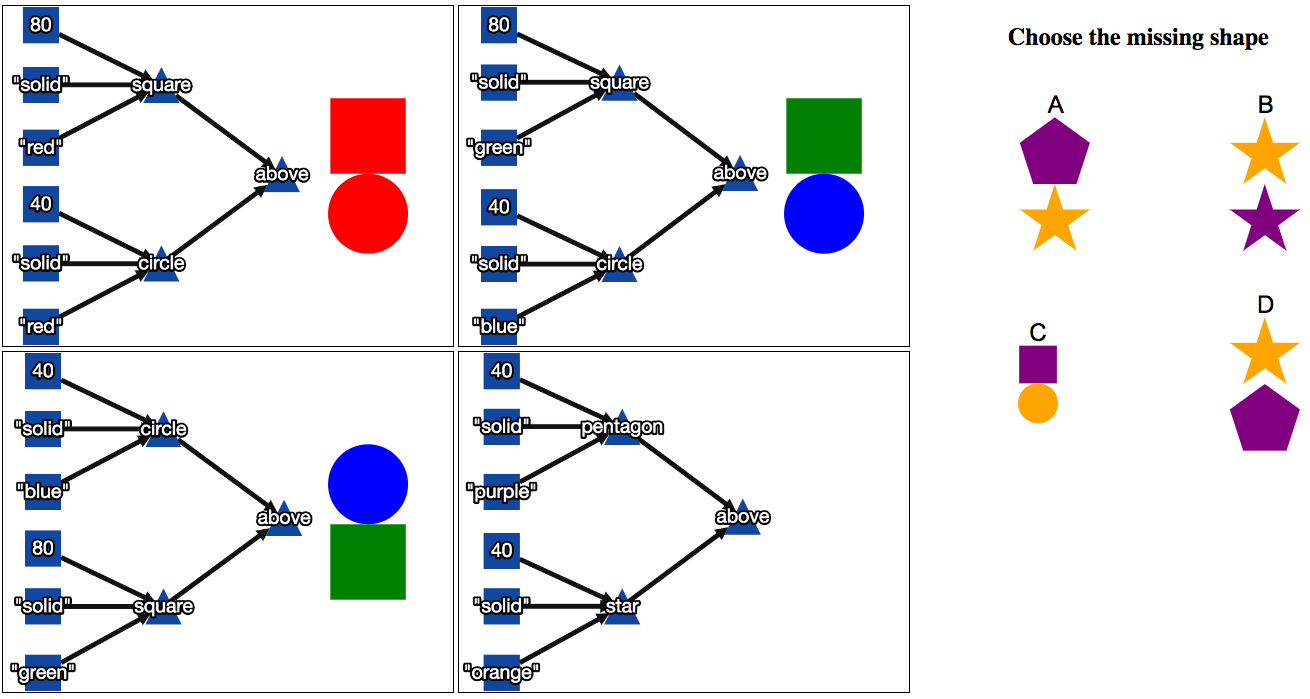 80
"solid"
square
"red"
above
40
"solid"
circle
"red"
80
"solid"
square
"green"
above
40
"solid"
circle
"blue"
40
"solid"
circle
"blue"
above
80
"solid"
square
"green"
40
"solid"
pentagon
"purple"
above
40
"solid"
star
"orange"
Choose the missing shape
A
B
C
D